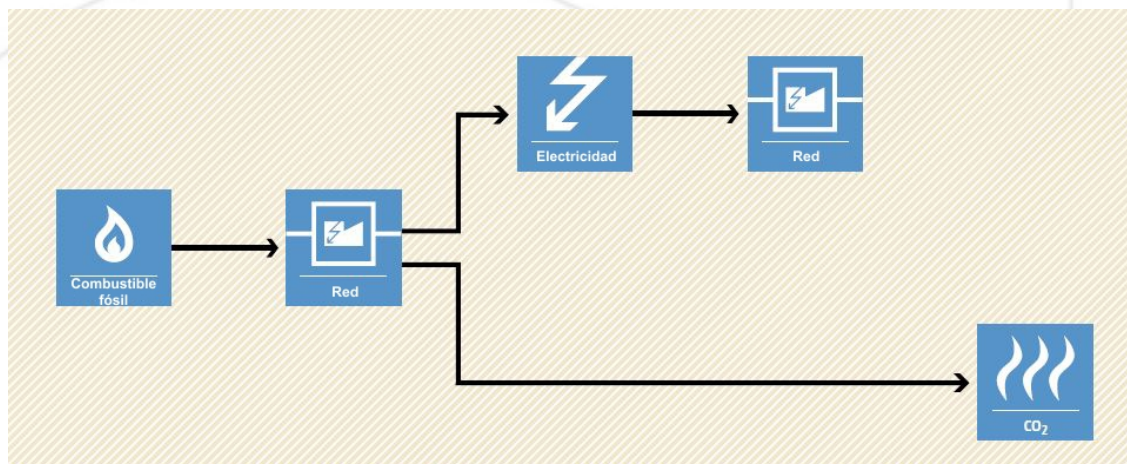 Electricidad
Red
Combustible
fósil
Red
CO₂